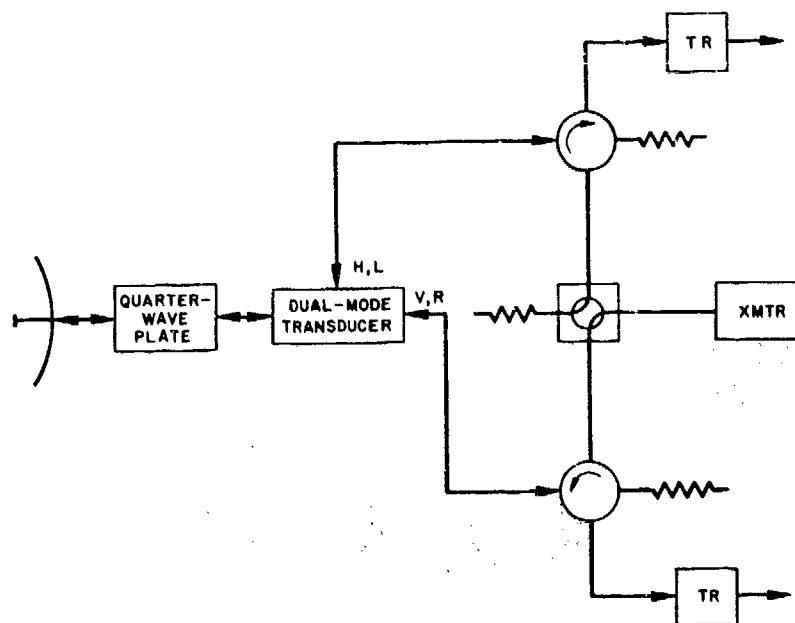 TR
H,L
V,R
QUARTER-
WAVE
PLATE
DUAL-MODE
TRANSDUCER
XMTR
TR